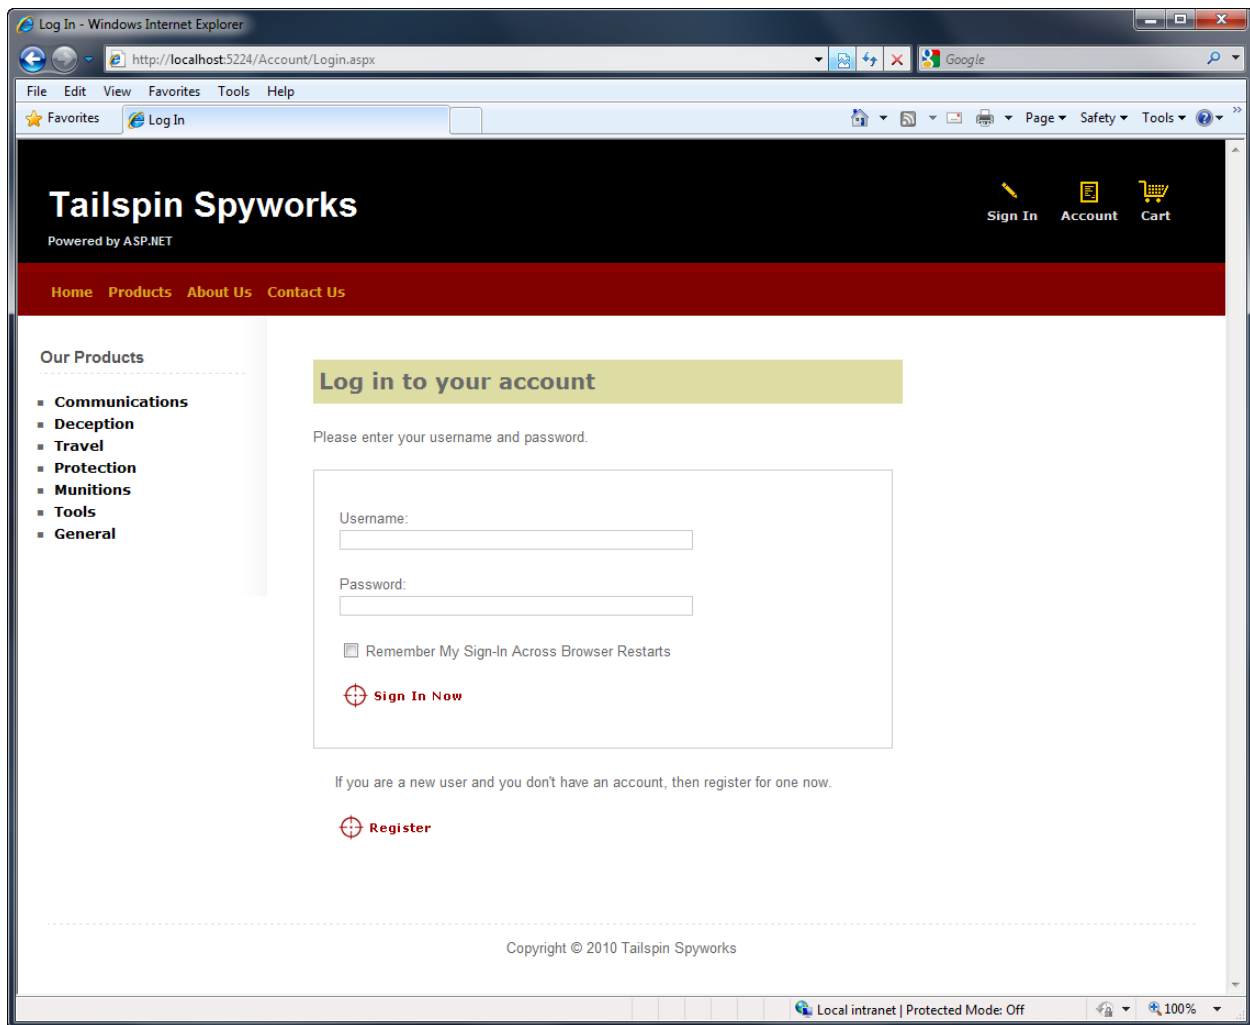 Log In - Windows Internet Explorer
http://localhost:5224/Account/Login.aspx
Google
File Edit View Favorites Tools Help
Favorites
Log In
Page
Safety
Tools
Tailspin Spyworks
Powered by ASP.NET
Sign In
Account
Cart
Home Products About Us Contact Us
Our Products
Communications
Deception
Travel
Protection
Munitions
Tools
General
Log in to your account
Please enter your username and password.
Username:
Password:
Remember My Sign-In Across Browser Restarts
Sign In Now
If you are a new user and you don't have an account, then register for one now.
Register
Copyright © 2010 Tailspin Spyworks
Local intranet | Protected Mode: Off
100%